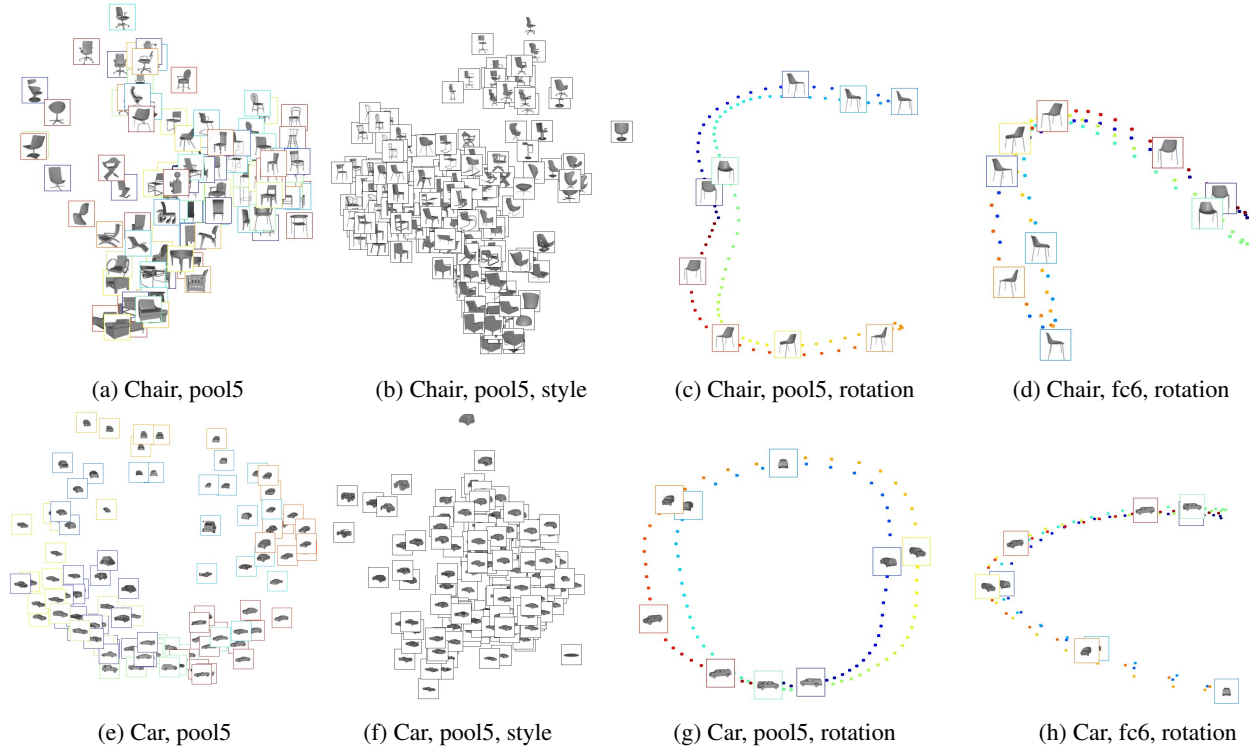 (a) Chair, pool5
(b) Chair, pool5, style
(c) Chair, pool5, rotation
(d) Chair, fc6, rotation
(e) Car, pool5
(f) Car, pool5, style
(g) Car, pool5, rotation
(h) Car, fc6, rotation